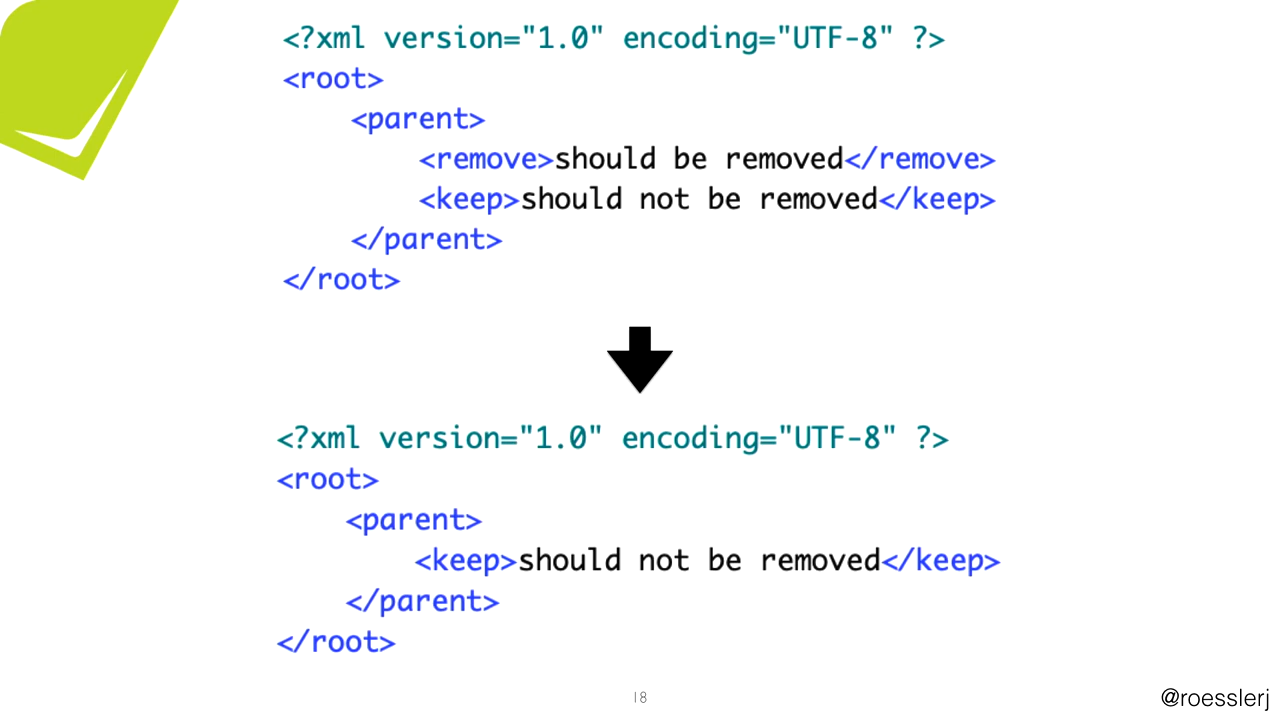 <?xml version="1.0" encoding="UTF-8" ?>
<root>
    <parent>
        <remove>should be removed</remove>
        <keep>should not be removed</keep>
    </parent>
</root>
<?xml version="1.0" encoding="UTF-8" ?>
<root>
    <parent>
        <keep>should not be removed</keep>
    </parent>
</root>
18
@roesslerj